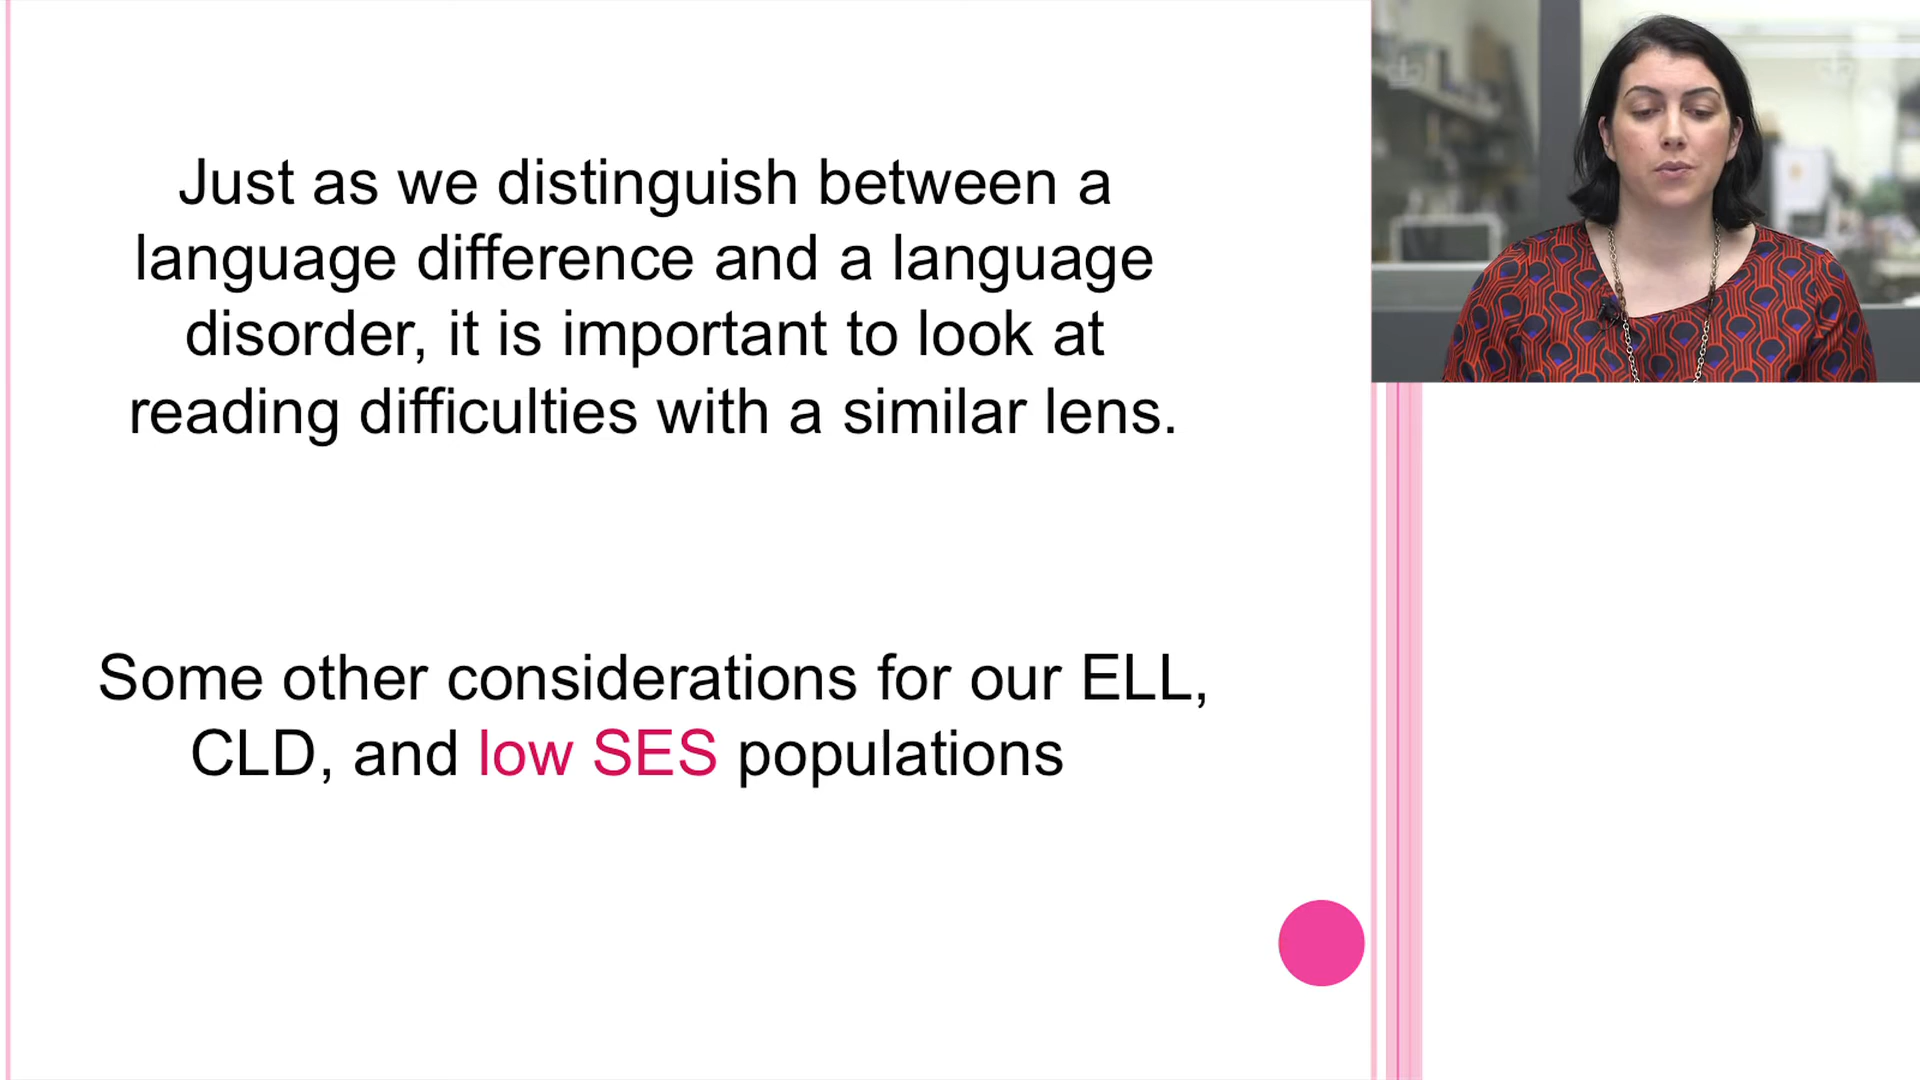 Just as we distinguish between a
language difference and a language
disorder, it is important to look at
reading difficulties with a similar lens.
Some other considerations for our ELL,
CLD, and low SES populations